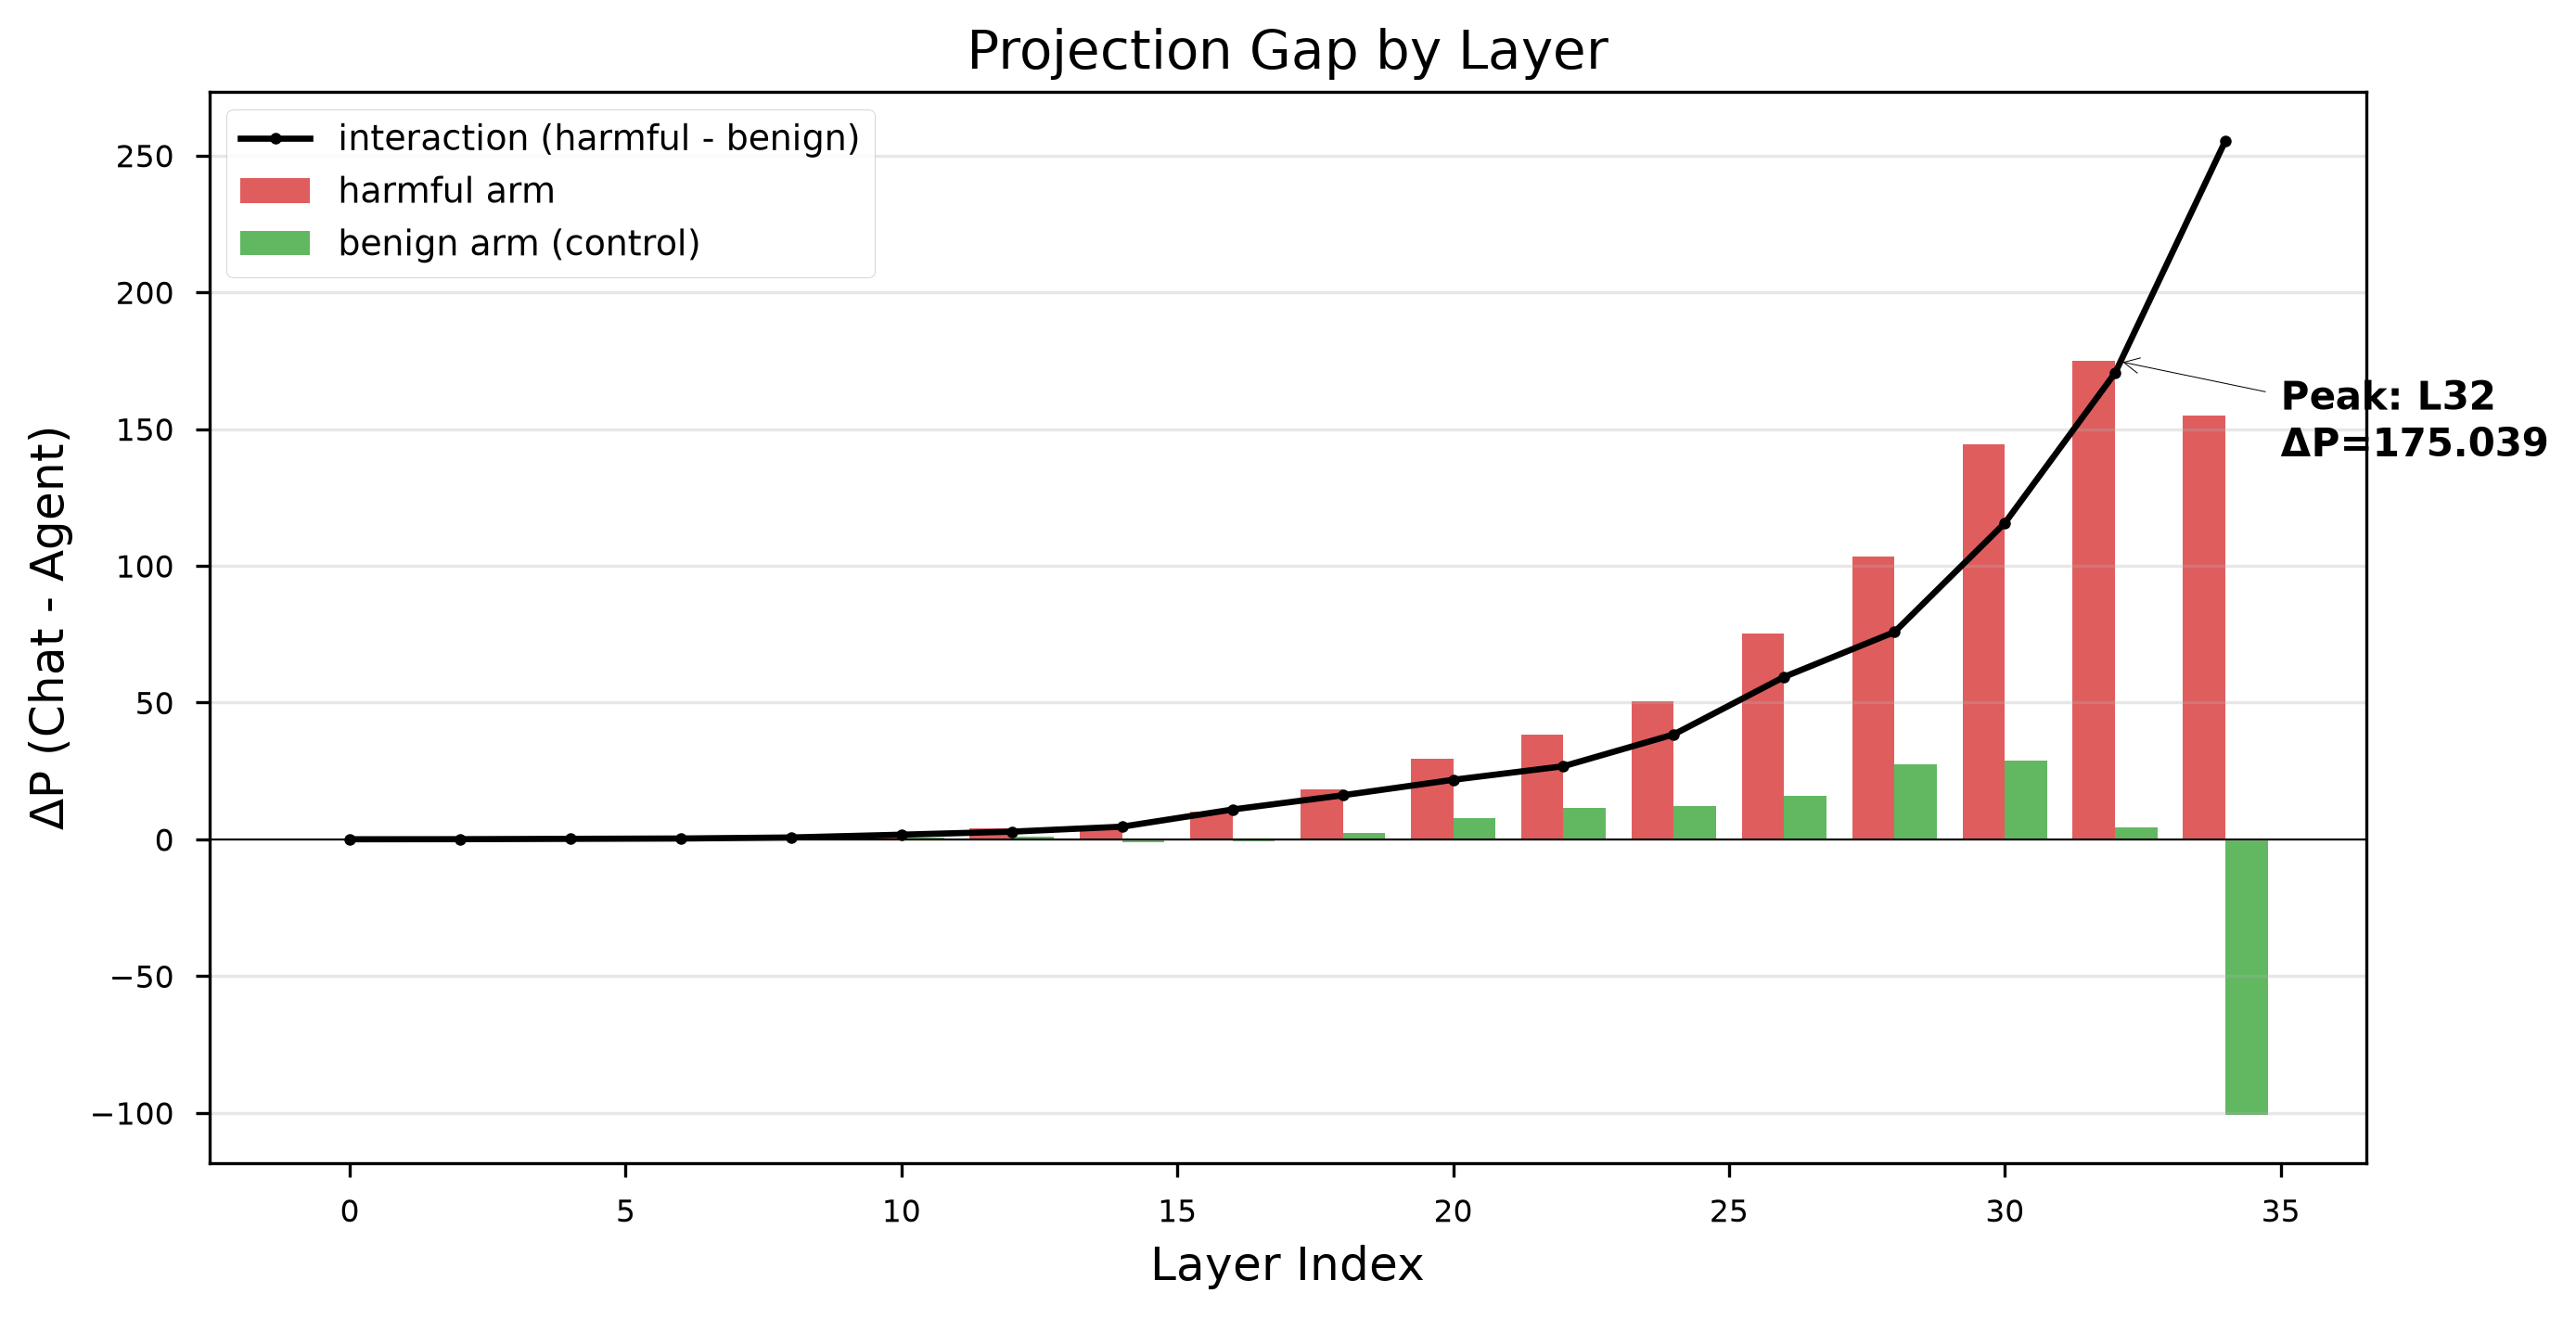 Projection Gap by Layer
interaction (harmful - benign)
harmful arm
benign arm (control)
250
200
150
100
50
0
−50
−100
ΔP (Chat - Agent)
Peak: L32
ΔP=175.039
0 5 10 15 20 25 30 35
Layer Index